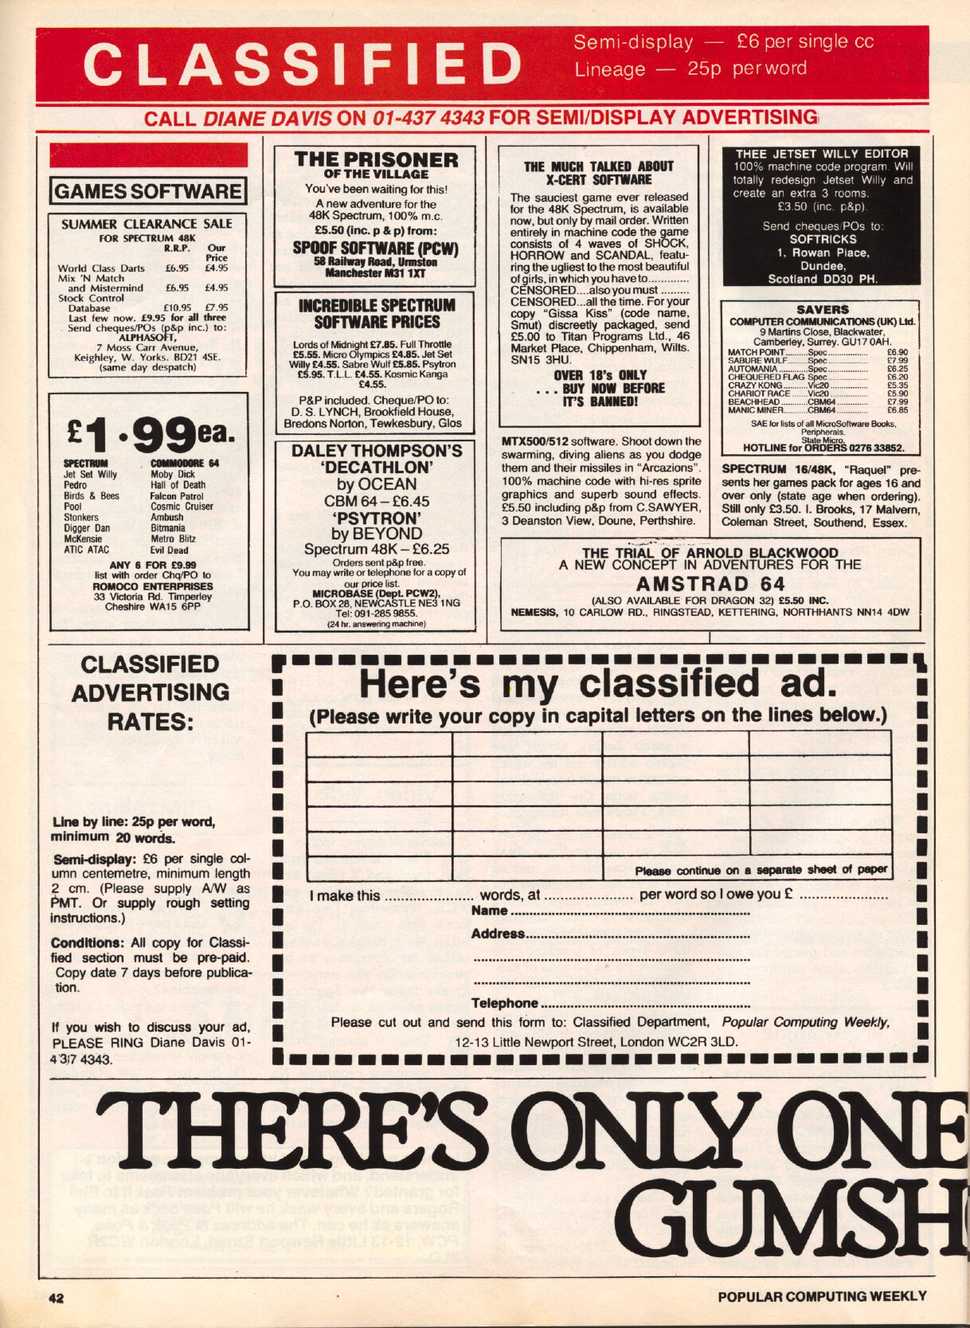 CLASSIFIED
Semi-display — £6 per single cc
Lineage — 25p per word
CALL DIANE DAVIS ON 01-437 4343 FOR SEMI/DISPLAY ADVERTISING
GAMES SOFTWARE
SUMMER CLEARANCE SALE
FOR SPECTRUM 48K
R.R.P. Our
Price
World Class Darts £6.95 £4.95
Mix 'N Match
and Mistermind £6.95 £4.95
Stock Control
Database £10.95 £7.95
Last few now. £9.95 for all three
Send cheques/POs (p&p inc.) to:
ALPHASOFT,
7 Moss Carr Avenue,
Keighley, W. Yorks. BD21 4SE.
(same day despatch)
£1.99ea.
SPECTRUM COMMODORE 64
Jet Set Willy Moby Dick
Pedro Hall of Death
Birds & Bees Falcon Patrol
Pool Cosmic Cruiser
Stonkers Ambush
Digger Dan Bitmania
McKensie Metro Blitz
ATIC ATAC Evil Dead
ANY 6 FOR £9.99
list with order Chq/PO to
ROMOCO ENTERPRISES
33 Victoria Rd. Timperley
Cheshire WA15 6PP
THE PRISONER
OF THE VILLAGE
You've been waiting for this!
A new adventure for the
48K Spectrum, 100% m.c.
£5.50 (inc. p & p) from:
SPOOF SOFTWARE (PCW)
58 Railway Road, Urmston
Manchester M31 1XT
INCREDIBLE SPECTRUM
SOFTWARE PRICES
Lords of Midnight £7.85. Full Throttle
£5.55. Micro Olympics £4.85. Jet Set
Willy £4.55. Sabre Wulf £5.85. Psytron
£5.95. T.L.L. £4.55. Kosmic Kanga
£4.55.
P&P included. Cheque/PO to:
D. S. LYNCH, Brookfield House,
Bredons Norton, Tewkesbury, Glos
DALEY THOMPSON'S
'DECATHLON'
by OCEAN
CBM 64 – £6.45
'PSYTRON'
by BEYOND
Spectrum 48K – £6.25
Orders sent p&p free.
You may write or telephone for a copy of
our price list.
MICROBASE (Dept. PCW2),
P.O. BOX 28, NEWCASTLE NE3 1NG
Tel: 091-285 9855.
(24 hr. answering machine)
THE MUCH TALKED ABOUT
X-CERT SOFTWARE
The sauciest game ever released
for the 48K Spectrum, is available
now, but only by mail order. Written
entirely in machine code the game
consists of 4 waves of SHOCK,
HORROW and SCANDAL, featu-
ring the ugliest to the most beautiful
of girls, in which you have to............
CENSORED....also you must .........
CENSORED...all the time. For your
copy "Gissa Kiss" (code name,
Smut) discreetly packaged, send
£5.00 to Titan Programs Ltd., 46
Market Place, Chippenham, Wilts.
SN15 3HU.
OVER 18's ONLY
. . . BUY NOW BEFORE
IT'S BANNED!
MTX500/512 software. Shoot down the
swarming, diving aliens as you dodge
them and their missiles in "Arcazions".
100% machine code with hi-res sprite
graphics and superb sound effects.
£5.50 including p&p from C.SAWYER,
3 Deanston View, Doune, Perthshire.
THEE JETSET WILLY EDITOR
100% machine code program. Will
totally redesign Jetset Willy and
create an extra 3 rooms.
£3.50 (inc. p&p).
Send cheques/POs to:
SOFTRICKS
1, Rowan Place,
Dundee,
Scotland DD30 PH.
SAVERS
COMPUTER COMMUNICATIONS (UK) Ltd.
9 Martins Close, Blackwater,
Camberley, Surrey. GU17 0AH.
MATCH POINT..........Spec.................. £6.90
SABURE WULF.........Spec.................. £7.99
AUTOMANIA............Spec.................. £6.25
CHEQUERED FLAG Spec.................. £6.20
CRAZY KONG..........Vic20.................. £5.35
CHARIOT RACE .......Vic20.................. £5.90
BEACHHEAD...........CBM64................ £7.99
MANIC MINER..........CBM64................ £6.85
SAE for lists of all MicroSoftware Books,
Peripherals.
State Micro.
HOTLINE for ORDERS 0276 33852.
SPECTRUM 16/48K, "Raquel" pre-
sents her games pack for ages 16 and
over only (state age when ordering).
Still only £3.50. I. Brooks, 17 Malvern,
Coleman Street, Southend, Essex.
THE TRIAL OF ARNOLD BLACKWOOD
A NEW CONCEPT IN ADVENTURES FOR THE
AMSTRAD 64
(ALSO AVAILABLE FOR DRAGON 32) £5.50 INC.
NEMESIS, 10 CARLOW RD., RINGSTEAD, KETTERING, NORTHHANTS NN14 4DW
CLASSIFIED
ADVERTISING
RATES:
Line by line: 25p per word,
minimum 20 words.
Semi-display: £6 per single col-
umn centemetre, minimum length
2 cm. (Please supply A/W as
PMT. Or supply rough setting
instructions.)
Conditions: All copy for Classi-
fied section must be pre-paid.
Copy date 7 days before publica-
tion.
If you wish to discuss your ad,
PLEASE RING Diane Davis 01-
437 4343.
Here's my classified ad.
(Please write your copy in capital letters on the lines below.)
Please continue on a separate sheet of paper
I make this ...................... words, at ...................... per word so I owe you £ ......................
Name
Address
Telephone
Please cut out and send this form to: Classified Department, Popular Computing Weekly,
12-13 Little Newport Street, London WC2R 3LD.
THERE'S ONLY ONE
GUMSH
42
POPULAR COMPUTING WEEKLY